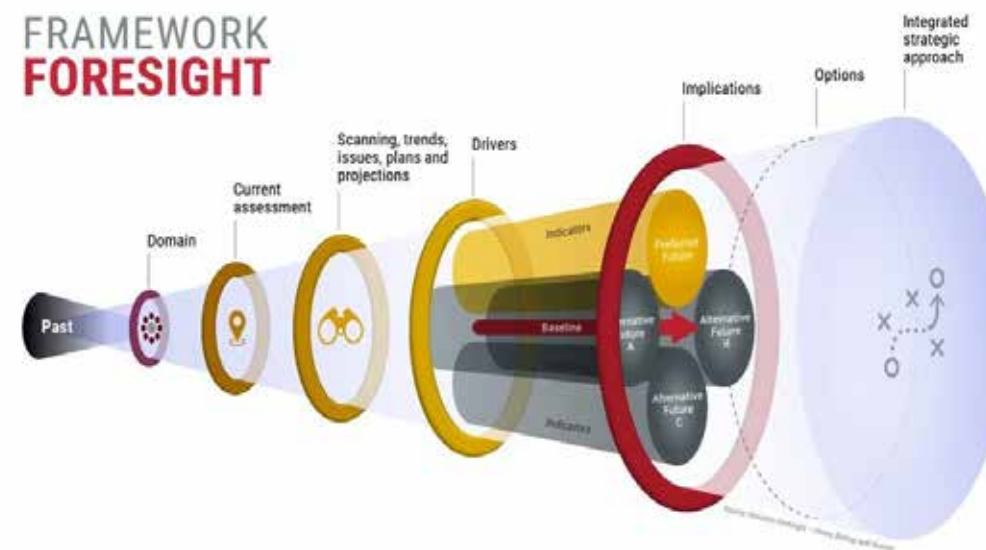 FRAMEWORK
FORESIGHT
Past
Domain
Current
assessment
Scanning, trends,
issues, plans and
projections
Drivers
Indicators
Baseline
Indicators
Implications
Preferred
Future
Future
A
Alternative
Future
B
Alternative
Future
C
Options
Integrated
strategic
approach